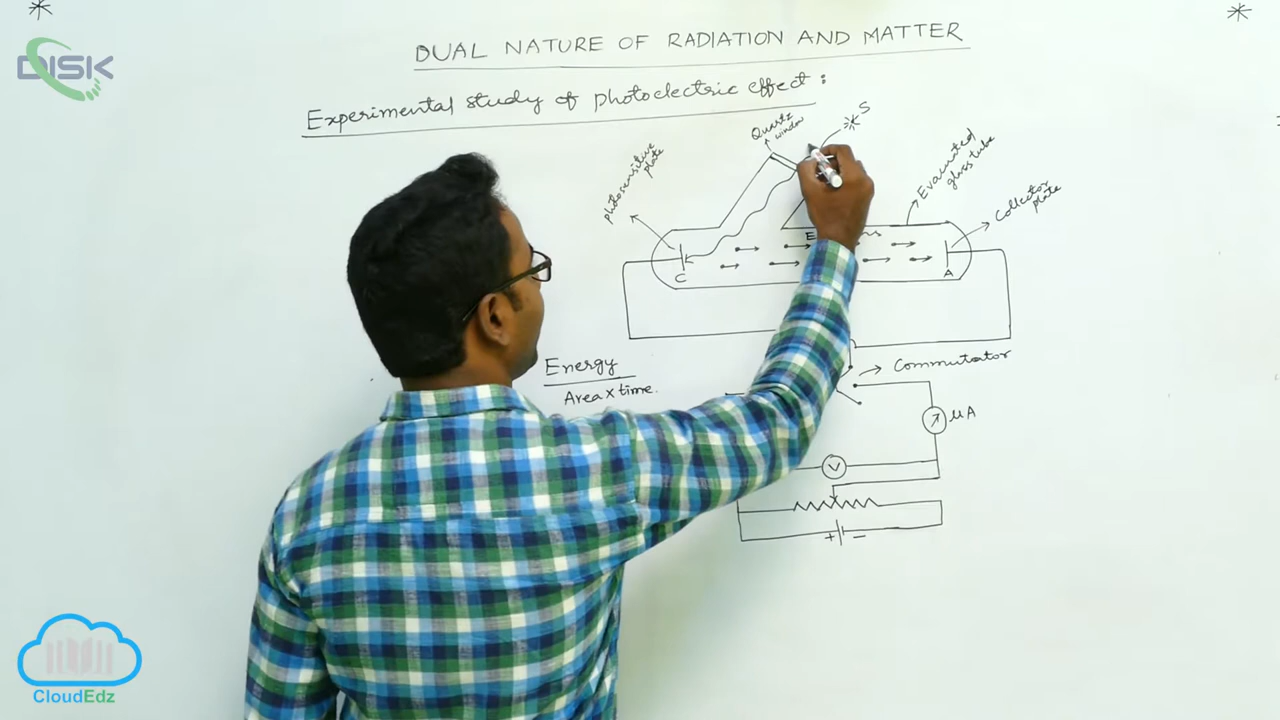 DISK
DUAL NATURE OF RADIATION AND MATTER
Experimental study of photoelectric effect :
S
Quartz
window
photosensitive
plate
Evacuated
glass tube
Collector
plate
C
A
Energy
Area x time.
Commutator
μA
V
+ −
CloudEdz